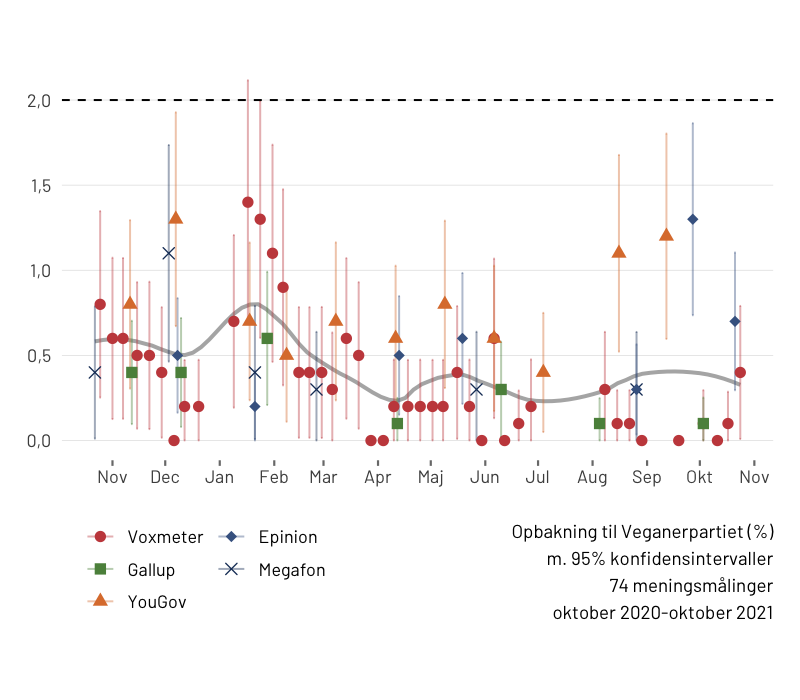 2,0
1,5
1,0
0,5
0,0
Nov Dec Jan Feb Mar Apr Maj Jun Jul Aug Sep Okt Nov
Voxmeter Epinion
Gallup Megafon
YouGov
Opbakning til Veganerpartiet (%)
m. 95% konfidensintervaller
74 meningsmålinger
oktober 2020-oktober 2021